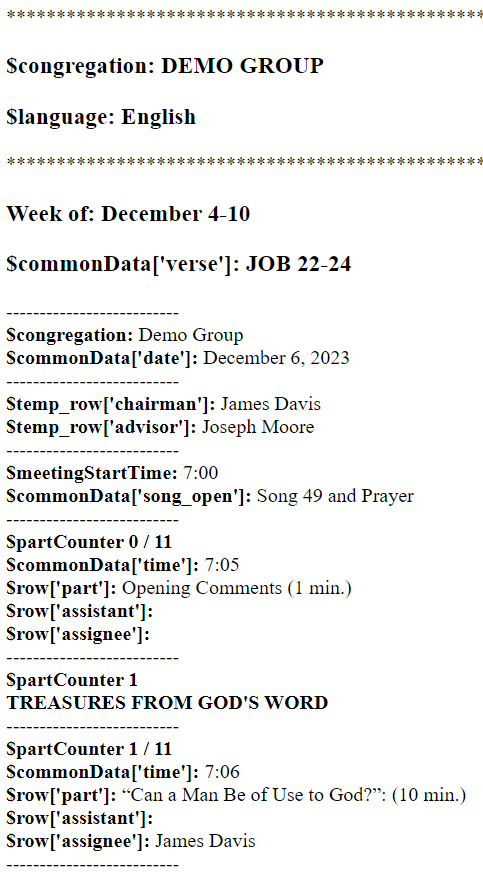 ************************************************
$congregation: DEMO GROUP
$language: English
************************************************
Week of: December 4-10
$commonData['verse']: JOB 22-24
--------------------------
$congregation: Demo Group
$commonData['date']: December 6, 2023
--------------------------
$temp_row['chairman']: James Davis
$temp_row['advisor']: Joseph Moore
--------------------------
$meetingStartTime: 7:00
$commonData['song_open']: Song 49 and Prayer
--------------------------
$partCounter 0 / 11
$commonData['time']: 7:05
$row['part']: Opening Comments (1 min.)
$row['assistant']:
$row['assignee']:
--------------------------
$partCounter 1
TREASURES FROM GOD'S WORD
--------------------------
$partCounter 1 / 11
$commonData['time']: 7:06
$row['part']: “Can a Man Be of Use to God?”: (10 min.)
$row['assistant']:
$row['assignee']: James Davis
--------------------------